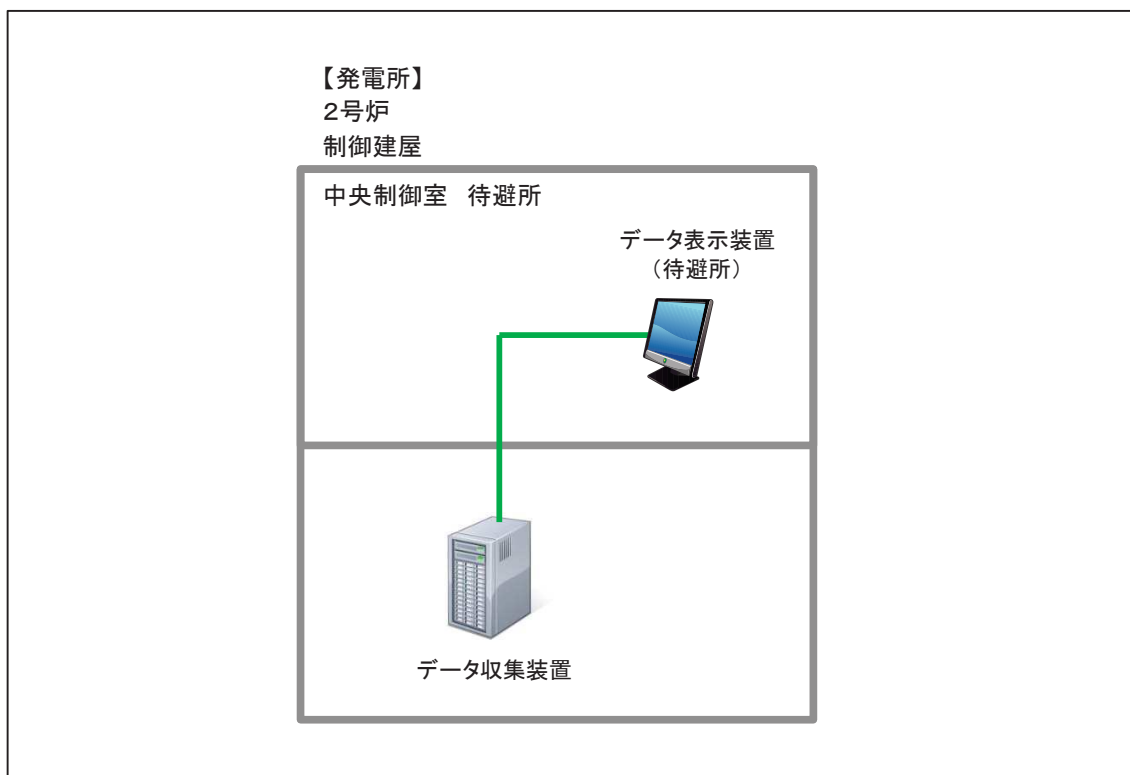 【発電所】
２号炉
制御建屋
中央制御室　待避所
データ表示装置
（待避所）
データ収集装置